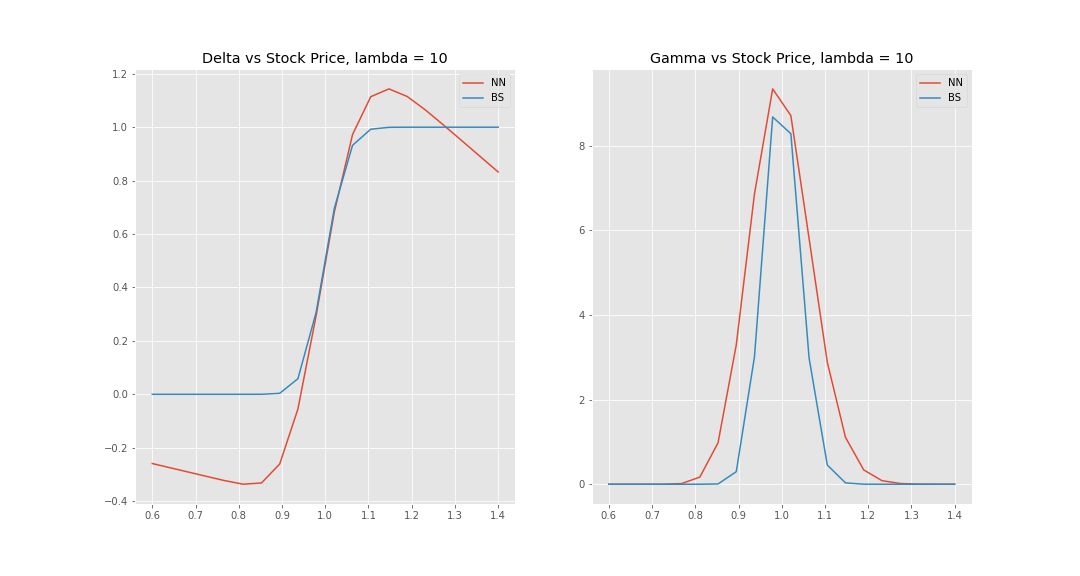 Delta vs Stock Price, lambda = 10
NN
BS
1.2
1.0
0.8
0.6
0.4
0.2
0.0
−0.2
−0.4
0.6 0.7 0.8 0.9 1.0 1.1 1.2 1.3 1.4
Gamma vs Stock Price, lambda = 10
NN
BS
8
6
4
2
0
0.6 0.7 0.8 0.9 1.0 1.1 1.2 1.3 1.4